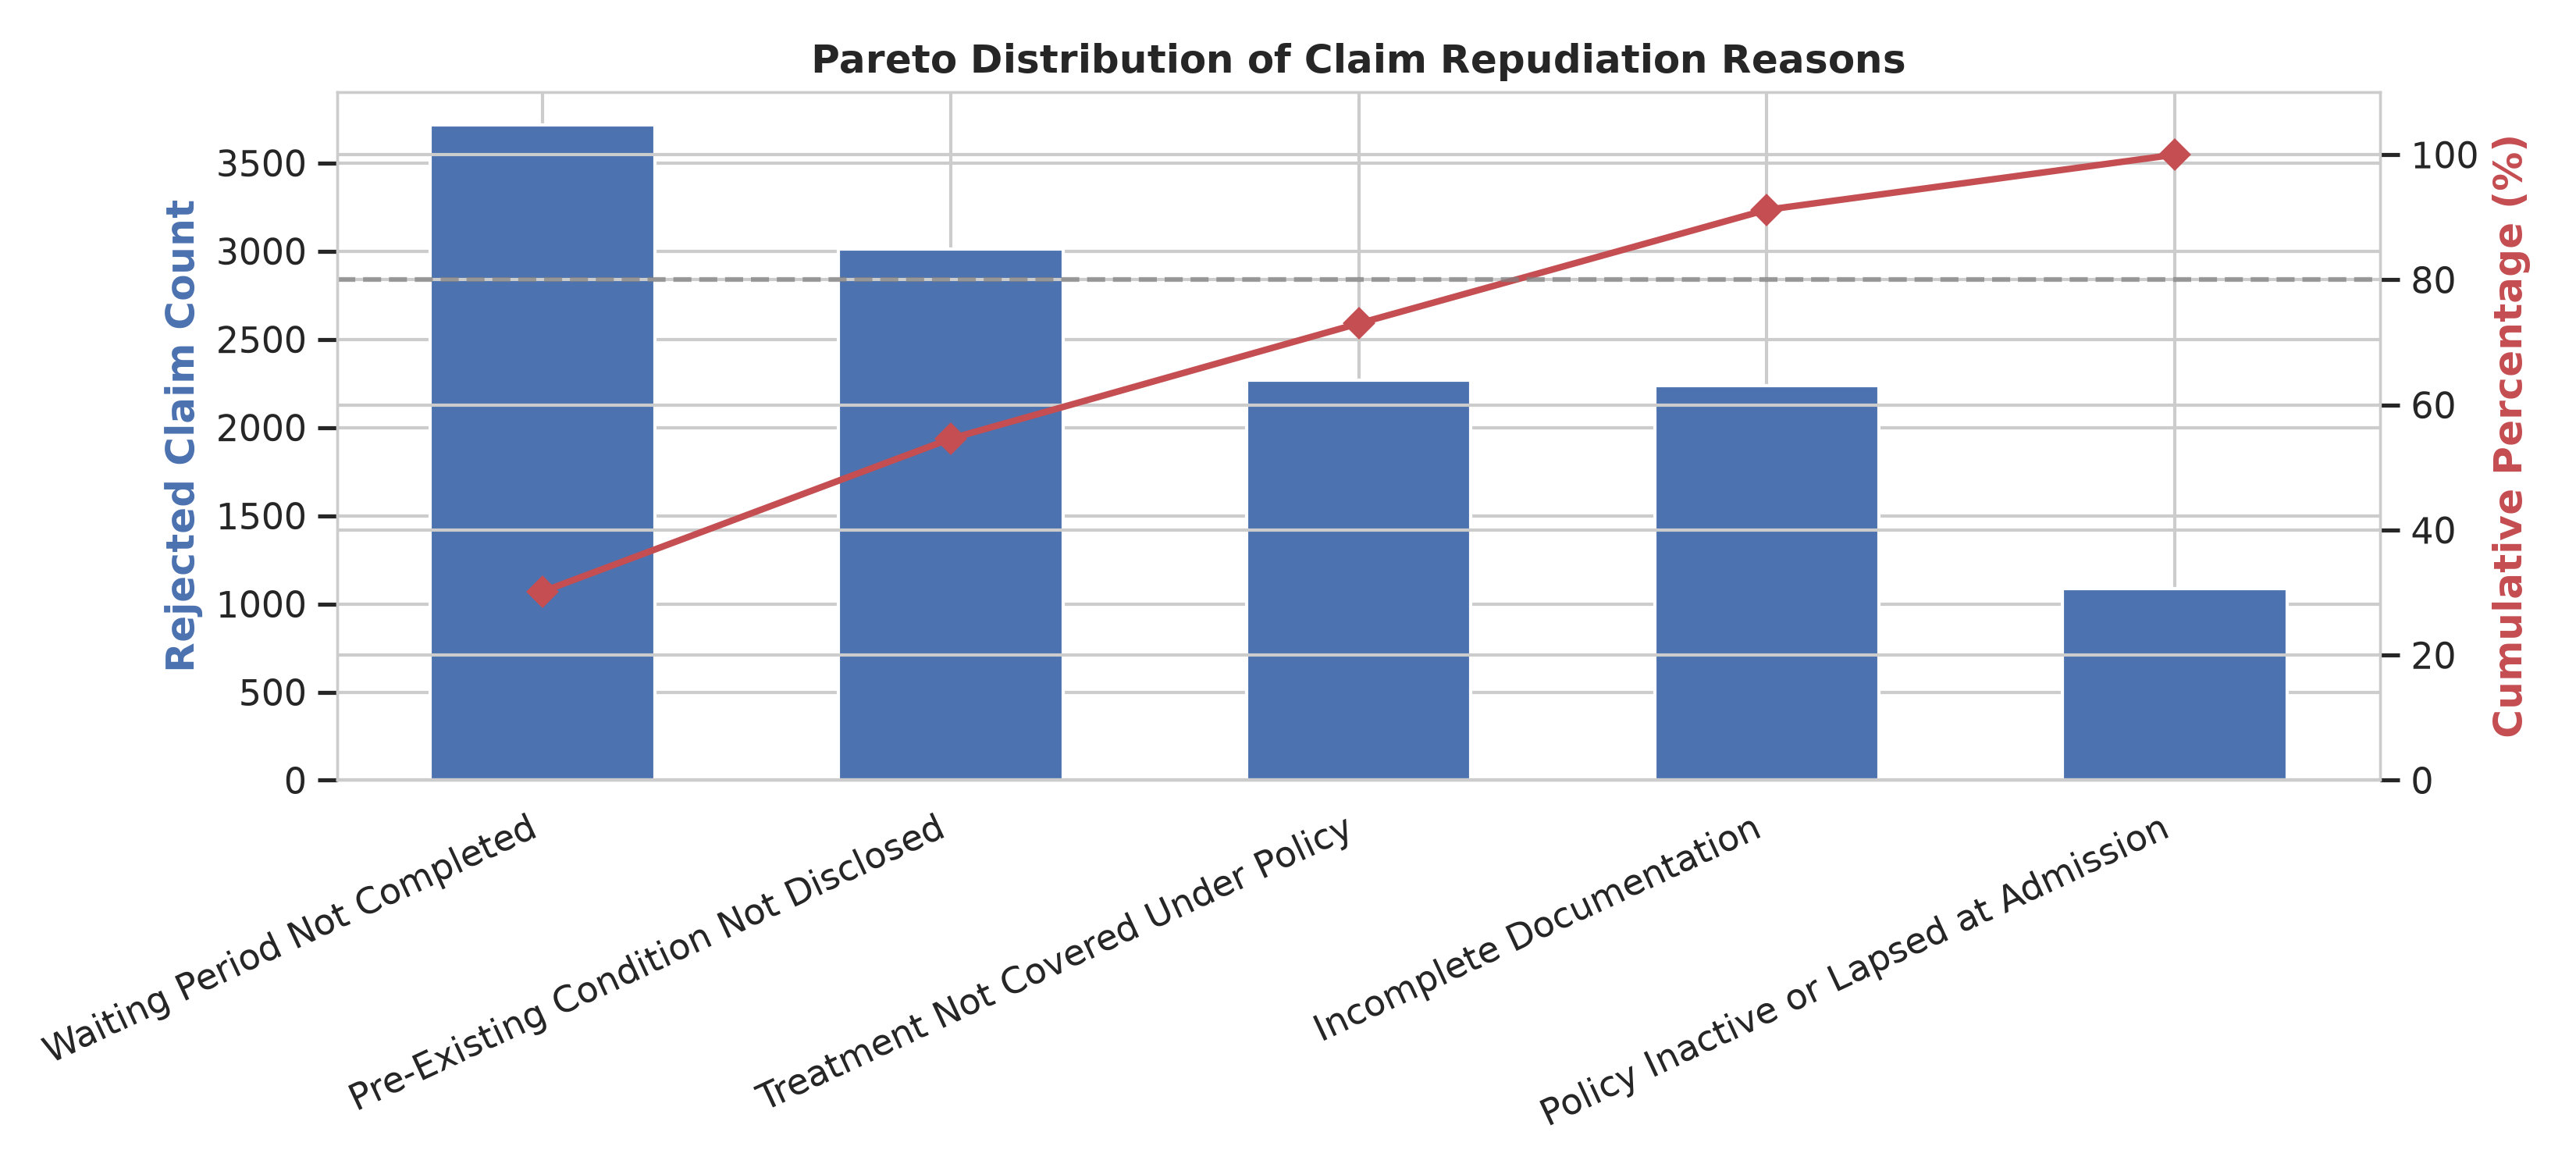 Pareto Distribution of Claim Repudiation Reasons
Rejected Claim Count
3500
3000
2500
2000
1500
1000
500
0
100
80
60
40
20
0
Cumulative Percentage (%)
Waiting Period Not Completed
Pre-Existing Condition Not Disclosed
Treatment Not Covered Under Policy
Incomplete Documentation
Policy Inactive or Lapsed at Admission